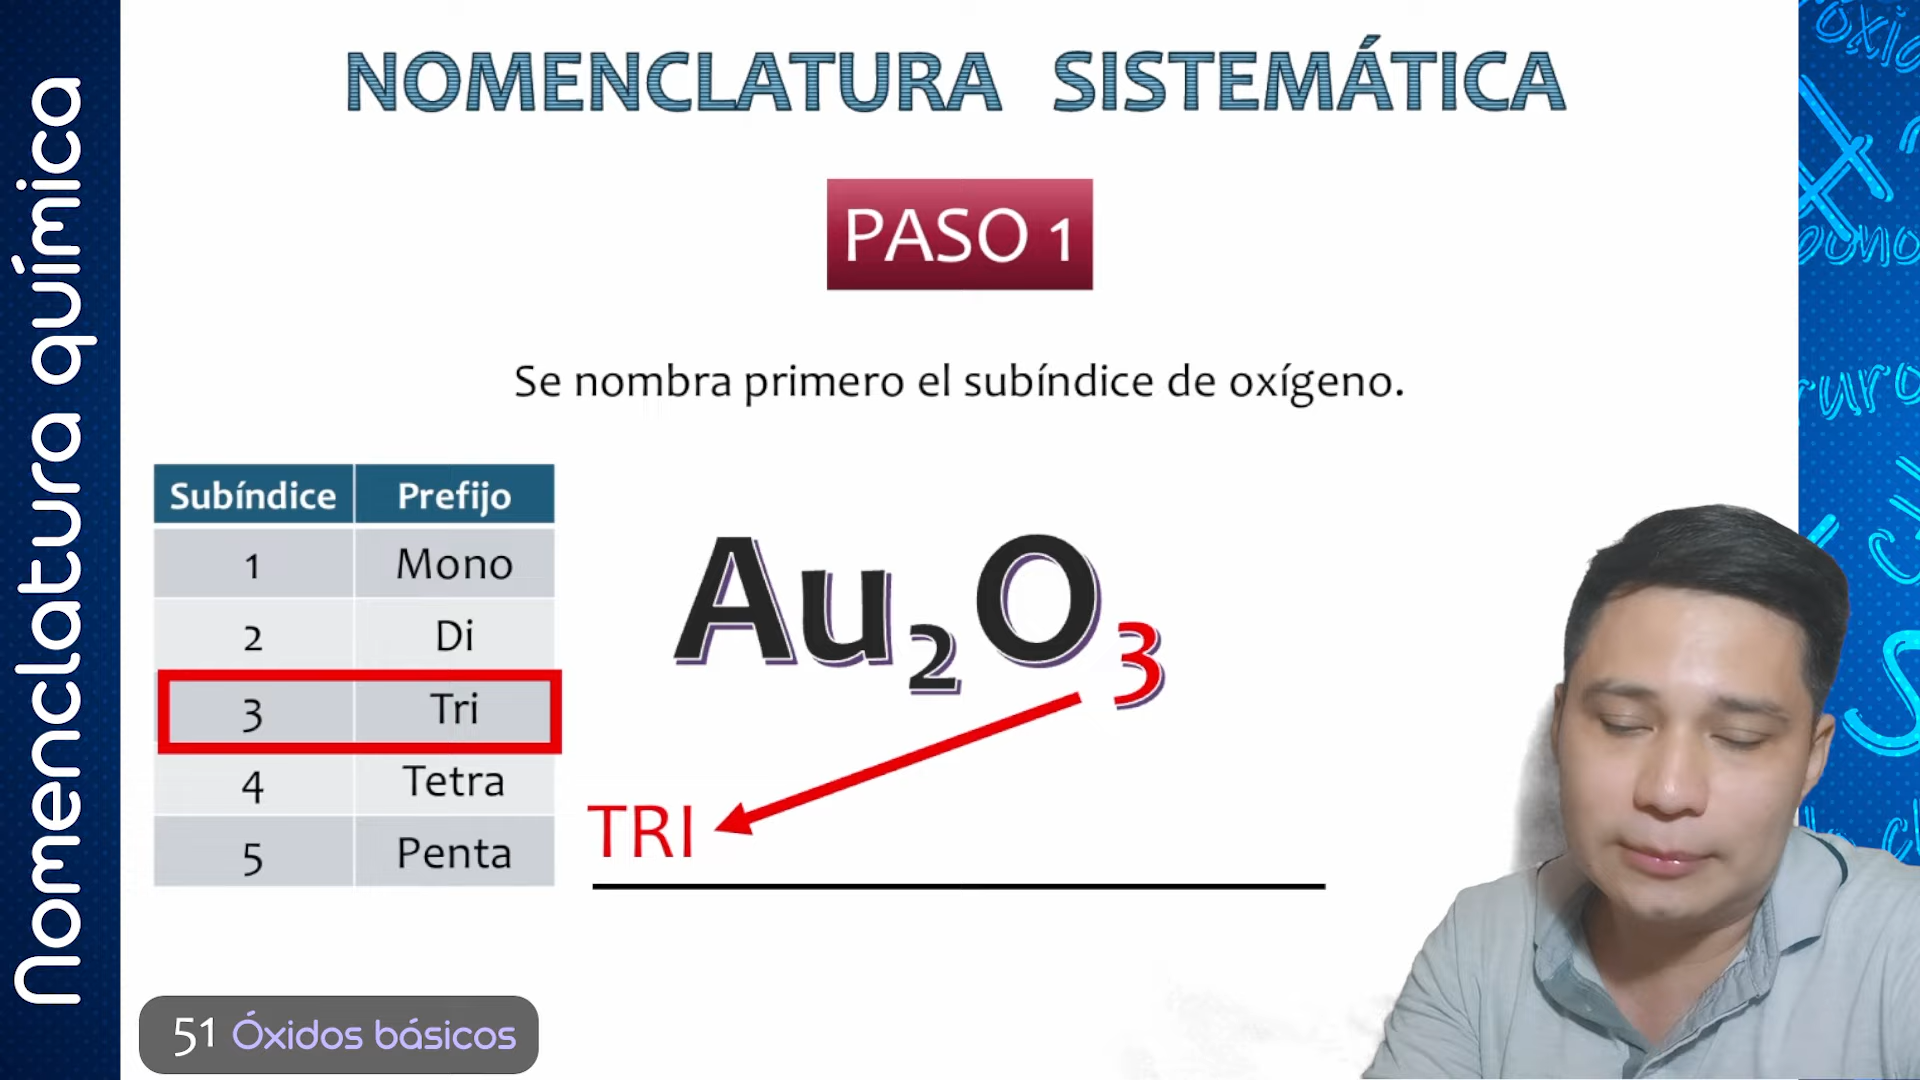 Nomenclatura química
NOMENCLATURA SISTEMÁTICA
PASO 1
Se nombra primero el subíndice de oxígeno.
Subíndice Prefijo
1 Mono
2 Di
3 Tri
4 Tetra
5 Penta
Au₂O₃
TRI
51 Óxidos básicos